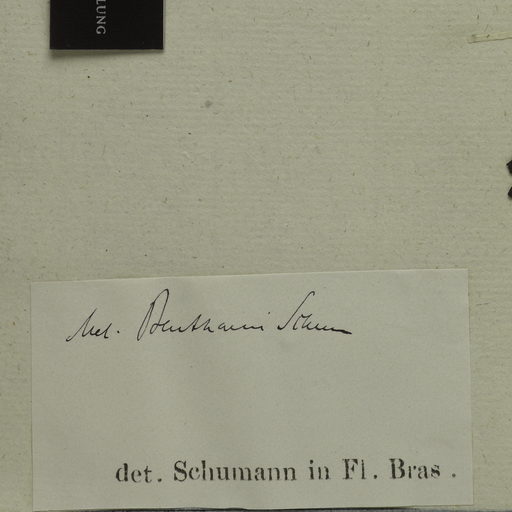 LUNG
Mel. Benthami Schum
det. Schumann in Fl. Bras.